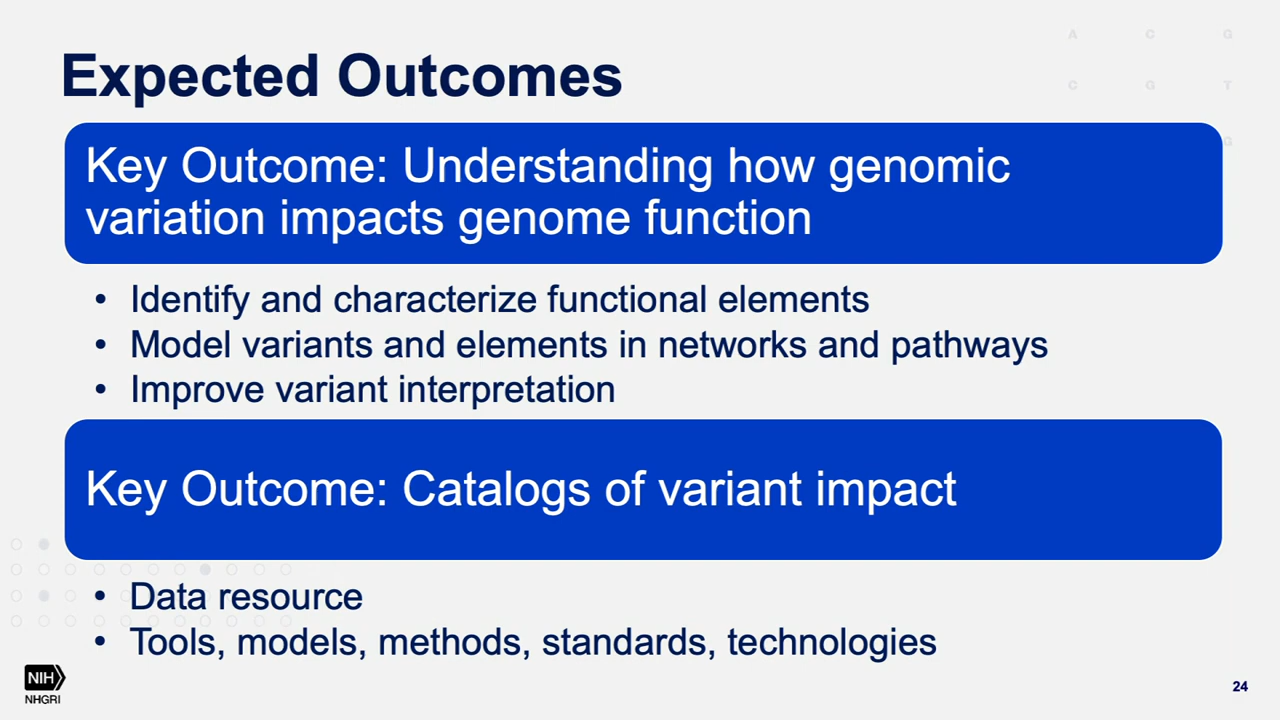 A C G
Expected Outcomes
C G T
G
Key Outcome: Understanding how genomic
variation impacts genome function
• Identify and characterize functional elements
• Model variants and elements in networks and pathways
• Improve variant interpretation
Key Outcome: Catalogs of variant impact
• Data resource
• Tools, models, methods, standards, technologies
NIH
NHGRI
24